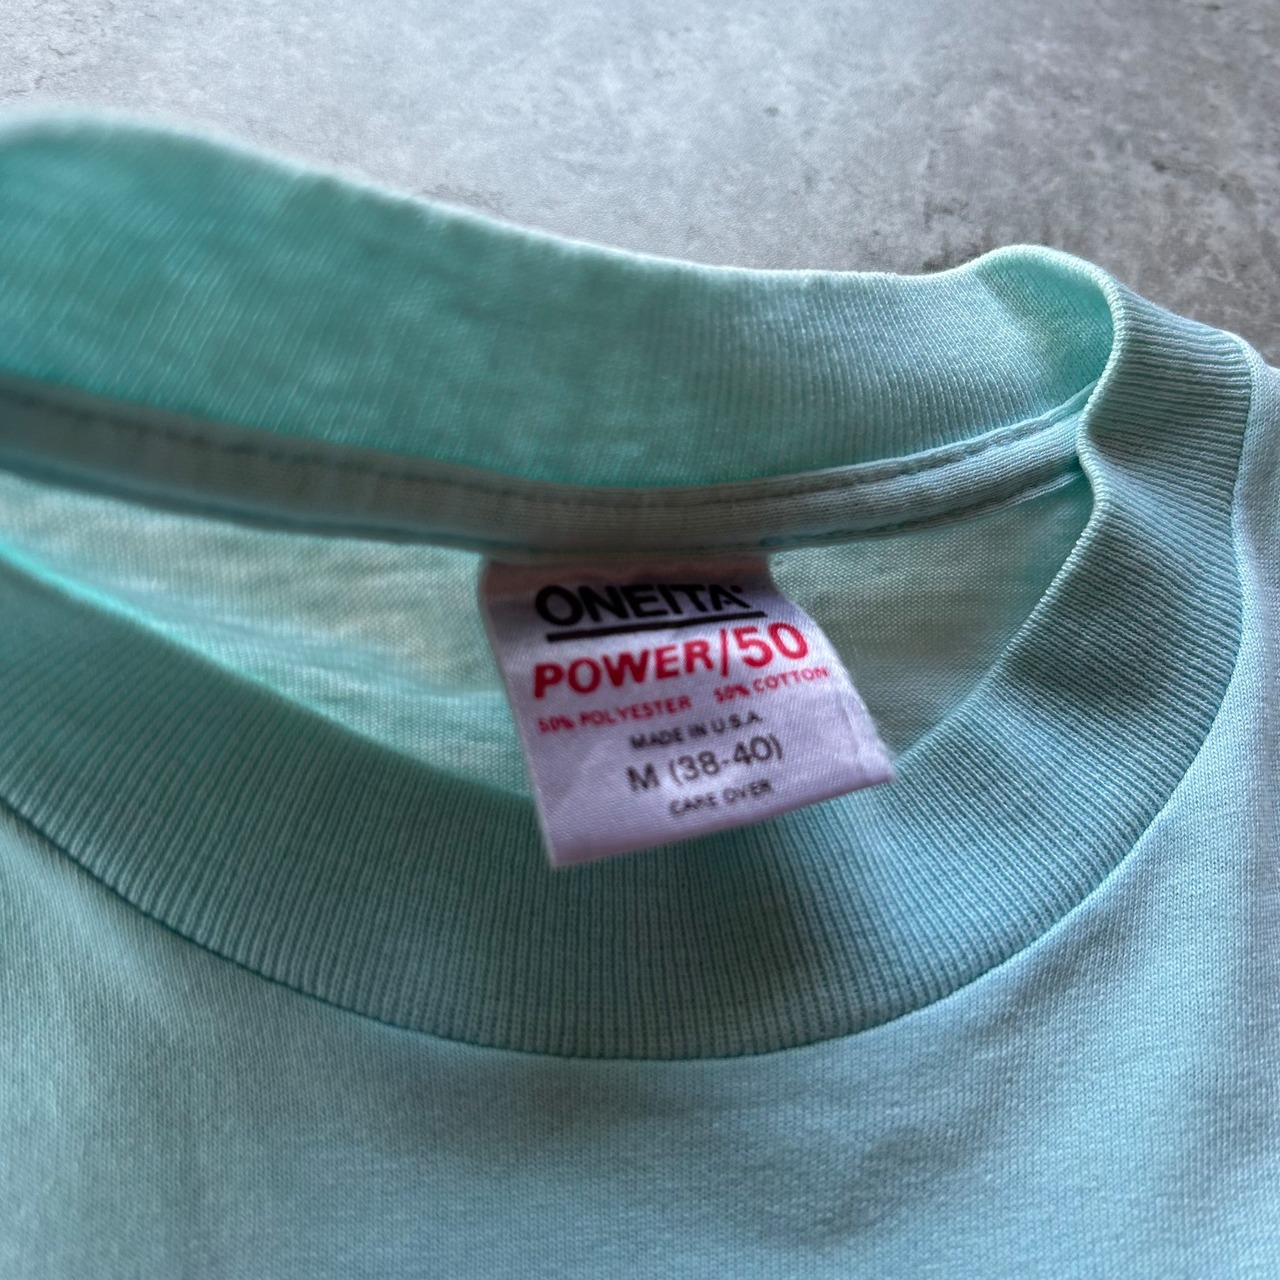 ONEITA
POWER/50
50% POLYESTER 50% COTTON
MADE IN U.S.A.
M (38-40)
CARE OVER